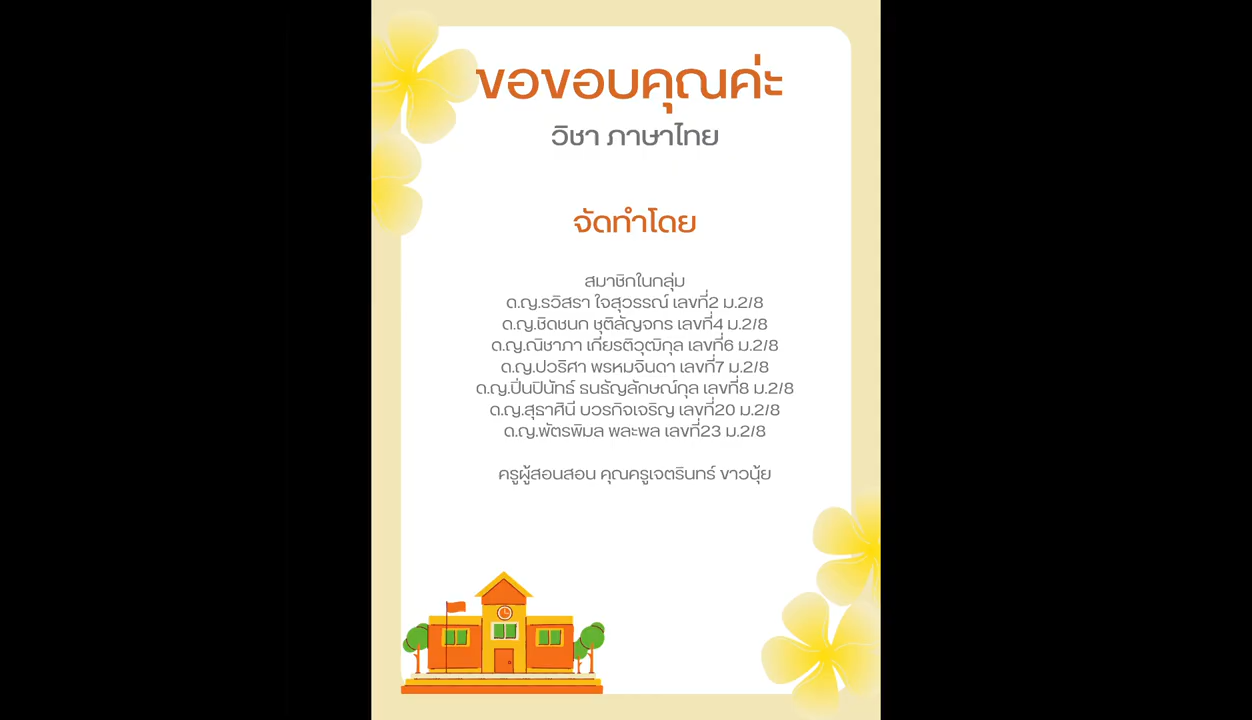 ขอขอบคุณค่ะ
วิชา ภาษาไทย
จัดทำโดย
สมาชิกในกลุ่ม
ด.ญ.รวิสรา ใจสุวรรณ์ เลขที่2 ม.2/8
ด.ญ.ชิดชนก ชุติลัญจกร เลขที่4 ม.2/8
ด.ญ.ณิชาภา เกียรติวุฒิกุล เลขที่6 ม.2/8
ด.ญ.ปวริศา พรหมจินดา เลขที่7 ม.2/8
ด.ญ.ปิ่นปินัทธ์ ธนธัญลักษณ์กุล เลขที่8 ม.2/8
ด.ญ.สุธาศินี บวรกิจเจริญ เลขที่20 ม.2/8
ด.ญ.พัตรพิมล พละพล เลขที่23 ม.2/8
ครูผู้สอนสอน คุณครูเจตรินทร์ ขาวนุ้ย